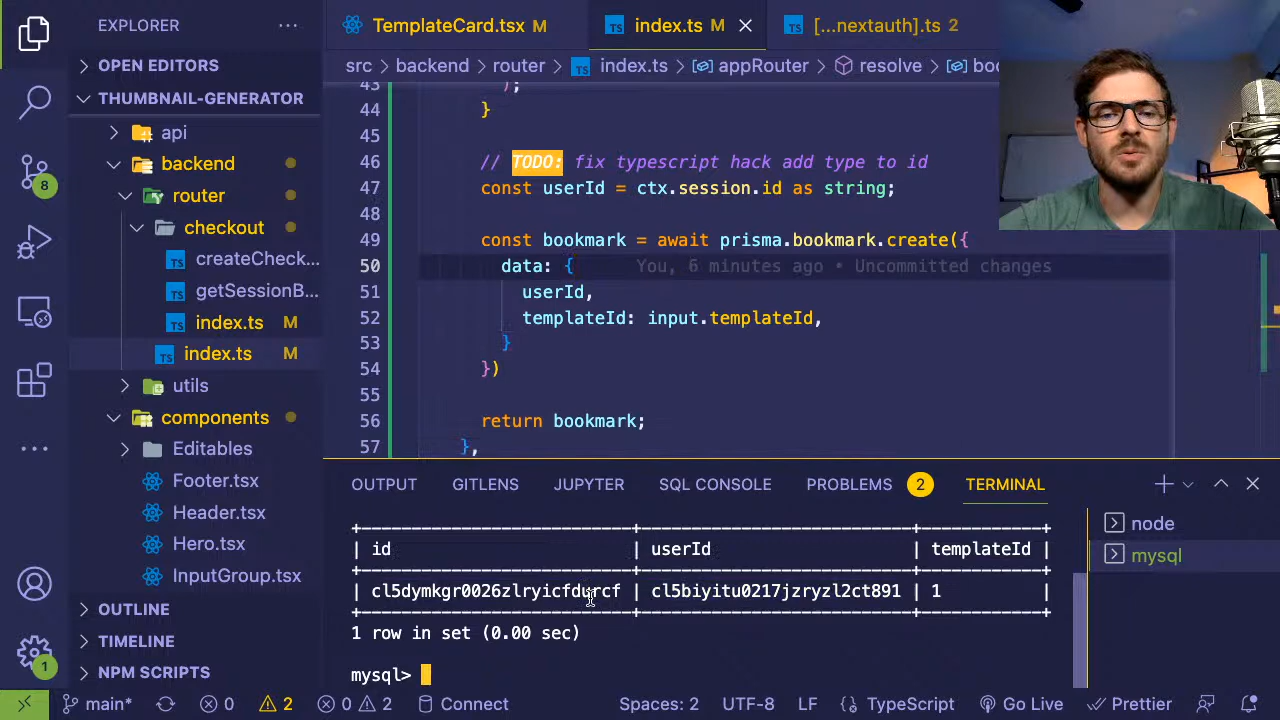 EXPLORER
TemplateCard.tsx M
index.ts M
[...nextauth].ts 2
OPEN EDITORS
THUMBNAIL-GENERATOR
api
backend
router
checkout
createCheck...
getSessionB...
index.ts M
index.ts M
utils
components
Editables
Footer.tsx
Header.tsx
Hero.tsx
InputGroup.tsx
OUTLINE
TIMELINE
NPM SCRIPTS
8
1
src backend router index.ts appRouter resolve
43 );
44 }
45
46 // TODO: fix typescript hack add type to id
47 const userId = ctx.session.id as string;
48
49 const bookmark = await prisma.bookmark.create({
50 data: { You, 6 minutes ago • Uncommitted changes
51 userId,
52 templateId: input.templateId,
53 }
54 })
55
56 return bookmark;
57 },
OUTPUT GITLENS JUPYTER SQL CONSOLE PROBLEMS 2 TERMINAL
| id | userId | templateId |
| cl5dymkgr0026zlryicfdurcf | cl5biyitu0217jzryzl2ct891 | 1 |
1 row in set (0.00 sec)
mysql>
node
mysql
main* 0 2 0 2 Connect Spaces: 2 UTF-8 LF TypeScript Go Live Prettier